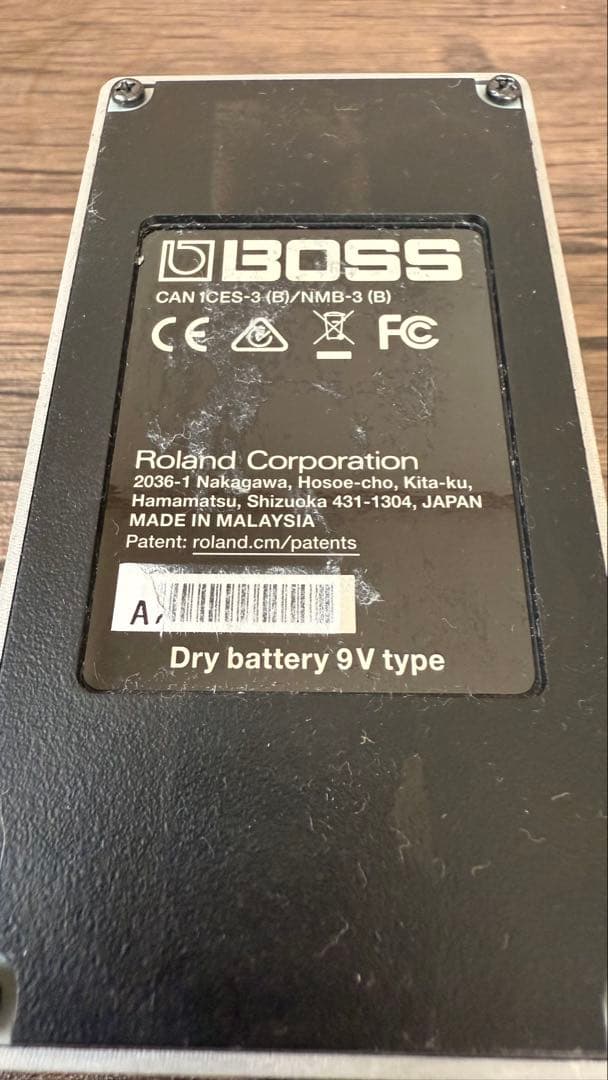 BOSS
CAN ICES-3 (B)/NMB-3 (B)
CE FC
Roland Corporation
2036-1 Nakagawa, Hosoe-cho, Kita-ku,
Hamamatsu, Shizuoka 431-1304, JAPAN
MADE IN MALAYSIA
Patent: roland.cm/patents
A
Dry battery 9V type